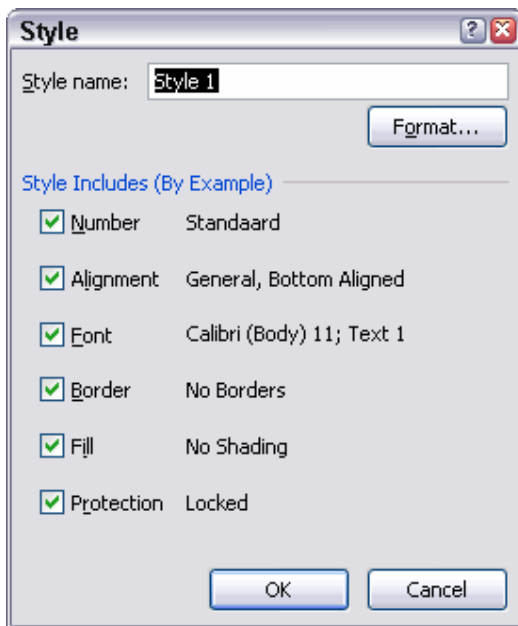 Style
Style name: Style 1
Format...
Style Includes (By Example)
Number Standaard
Alignment General, Bottom Aligned
Font Calibri (Body) 11; Text 1
Border No Borders
Fill No Shading
Protection Locked
OK Cancel